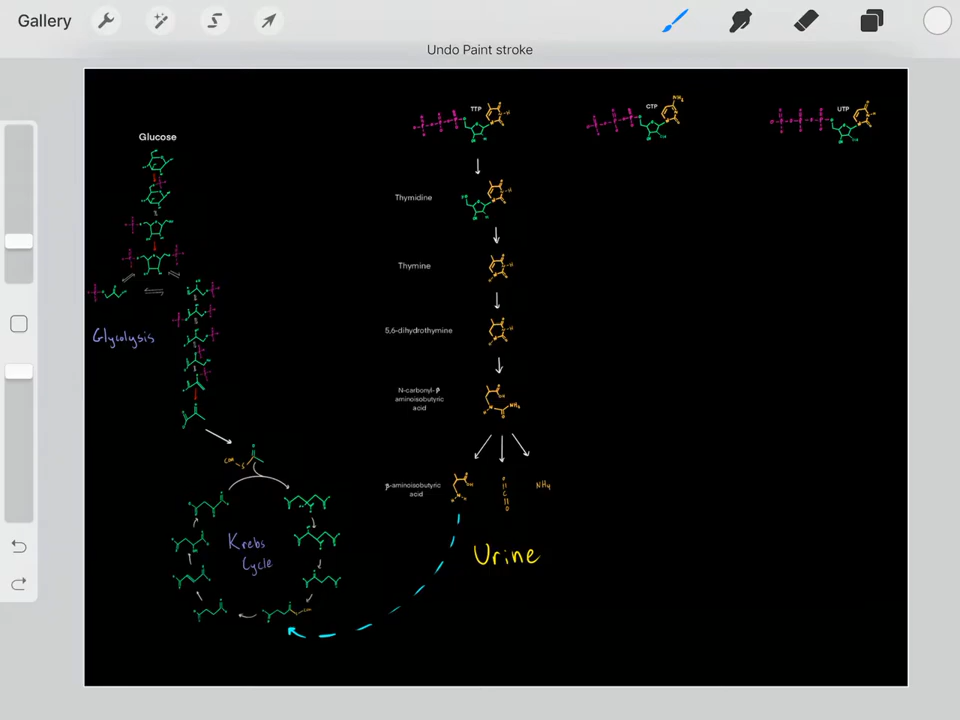 Gallery
Undo Paint stroke
TTP
CTP
UTP
Glucose
Thymidine
Thymine
Glycolysis
5,6-dihydrothymine
N-carbonyl-β
aminoisobutyric
acid
β-aminoisobutyric
acid
NH₄
Krebs
Cycle
Urine